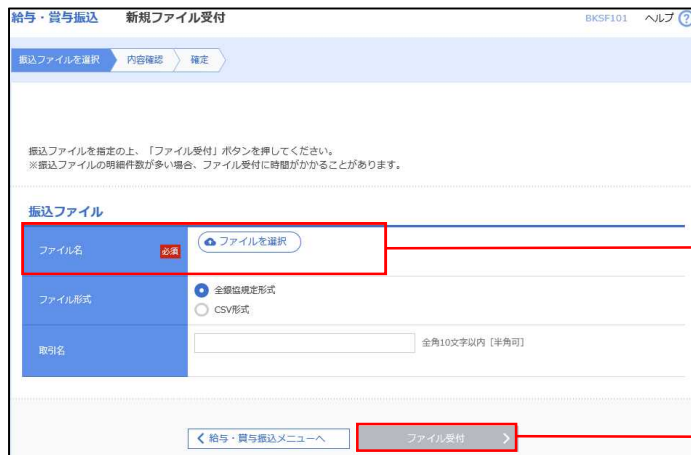 給与・賞与振込 新規ファイル受付 BKSF101 ヘルプ ?
振込ファイルを選択 内容確認 確定
振込ファイルを指定の上、「ファイル受付」ボタンを押してください。
※振込ファイルの明細件数が多い場合、ファイル受付に時間がかかることがあります。
振込ファイル
ファイル名 必須 ファイルを選択
ファイル形式 全銀協規定形式
CSV形式
取引名 全角10文字以内 [半角可]
給与・賞与振込メニューへ ファイル受付